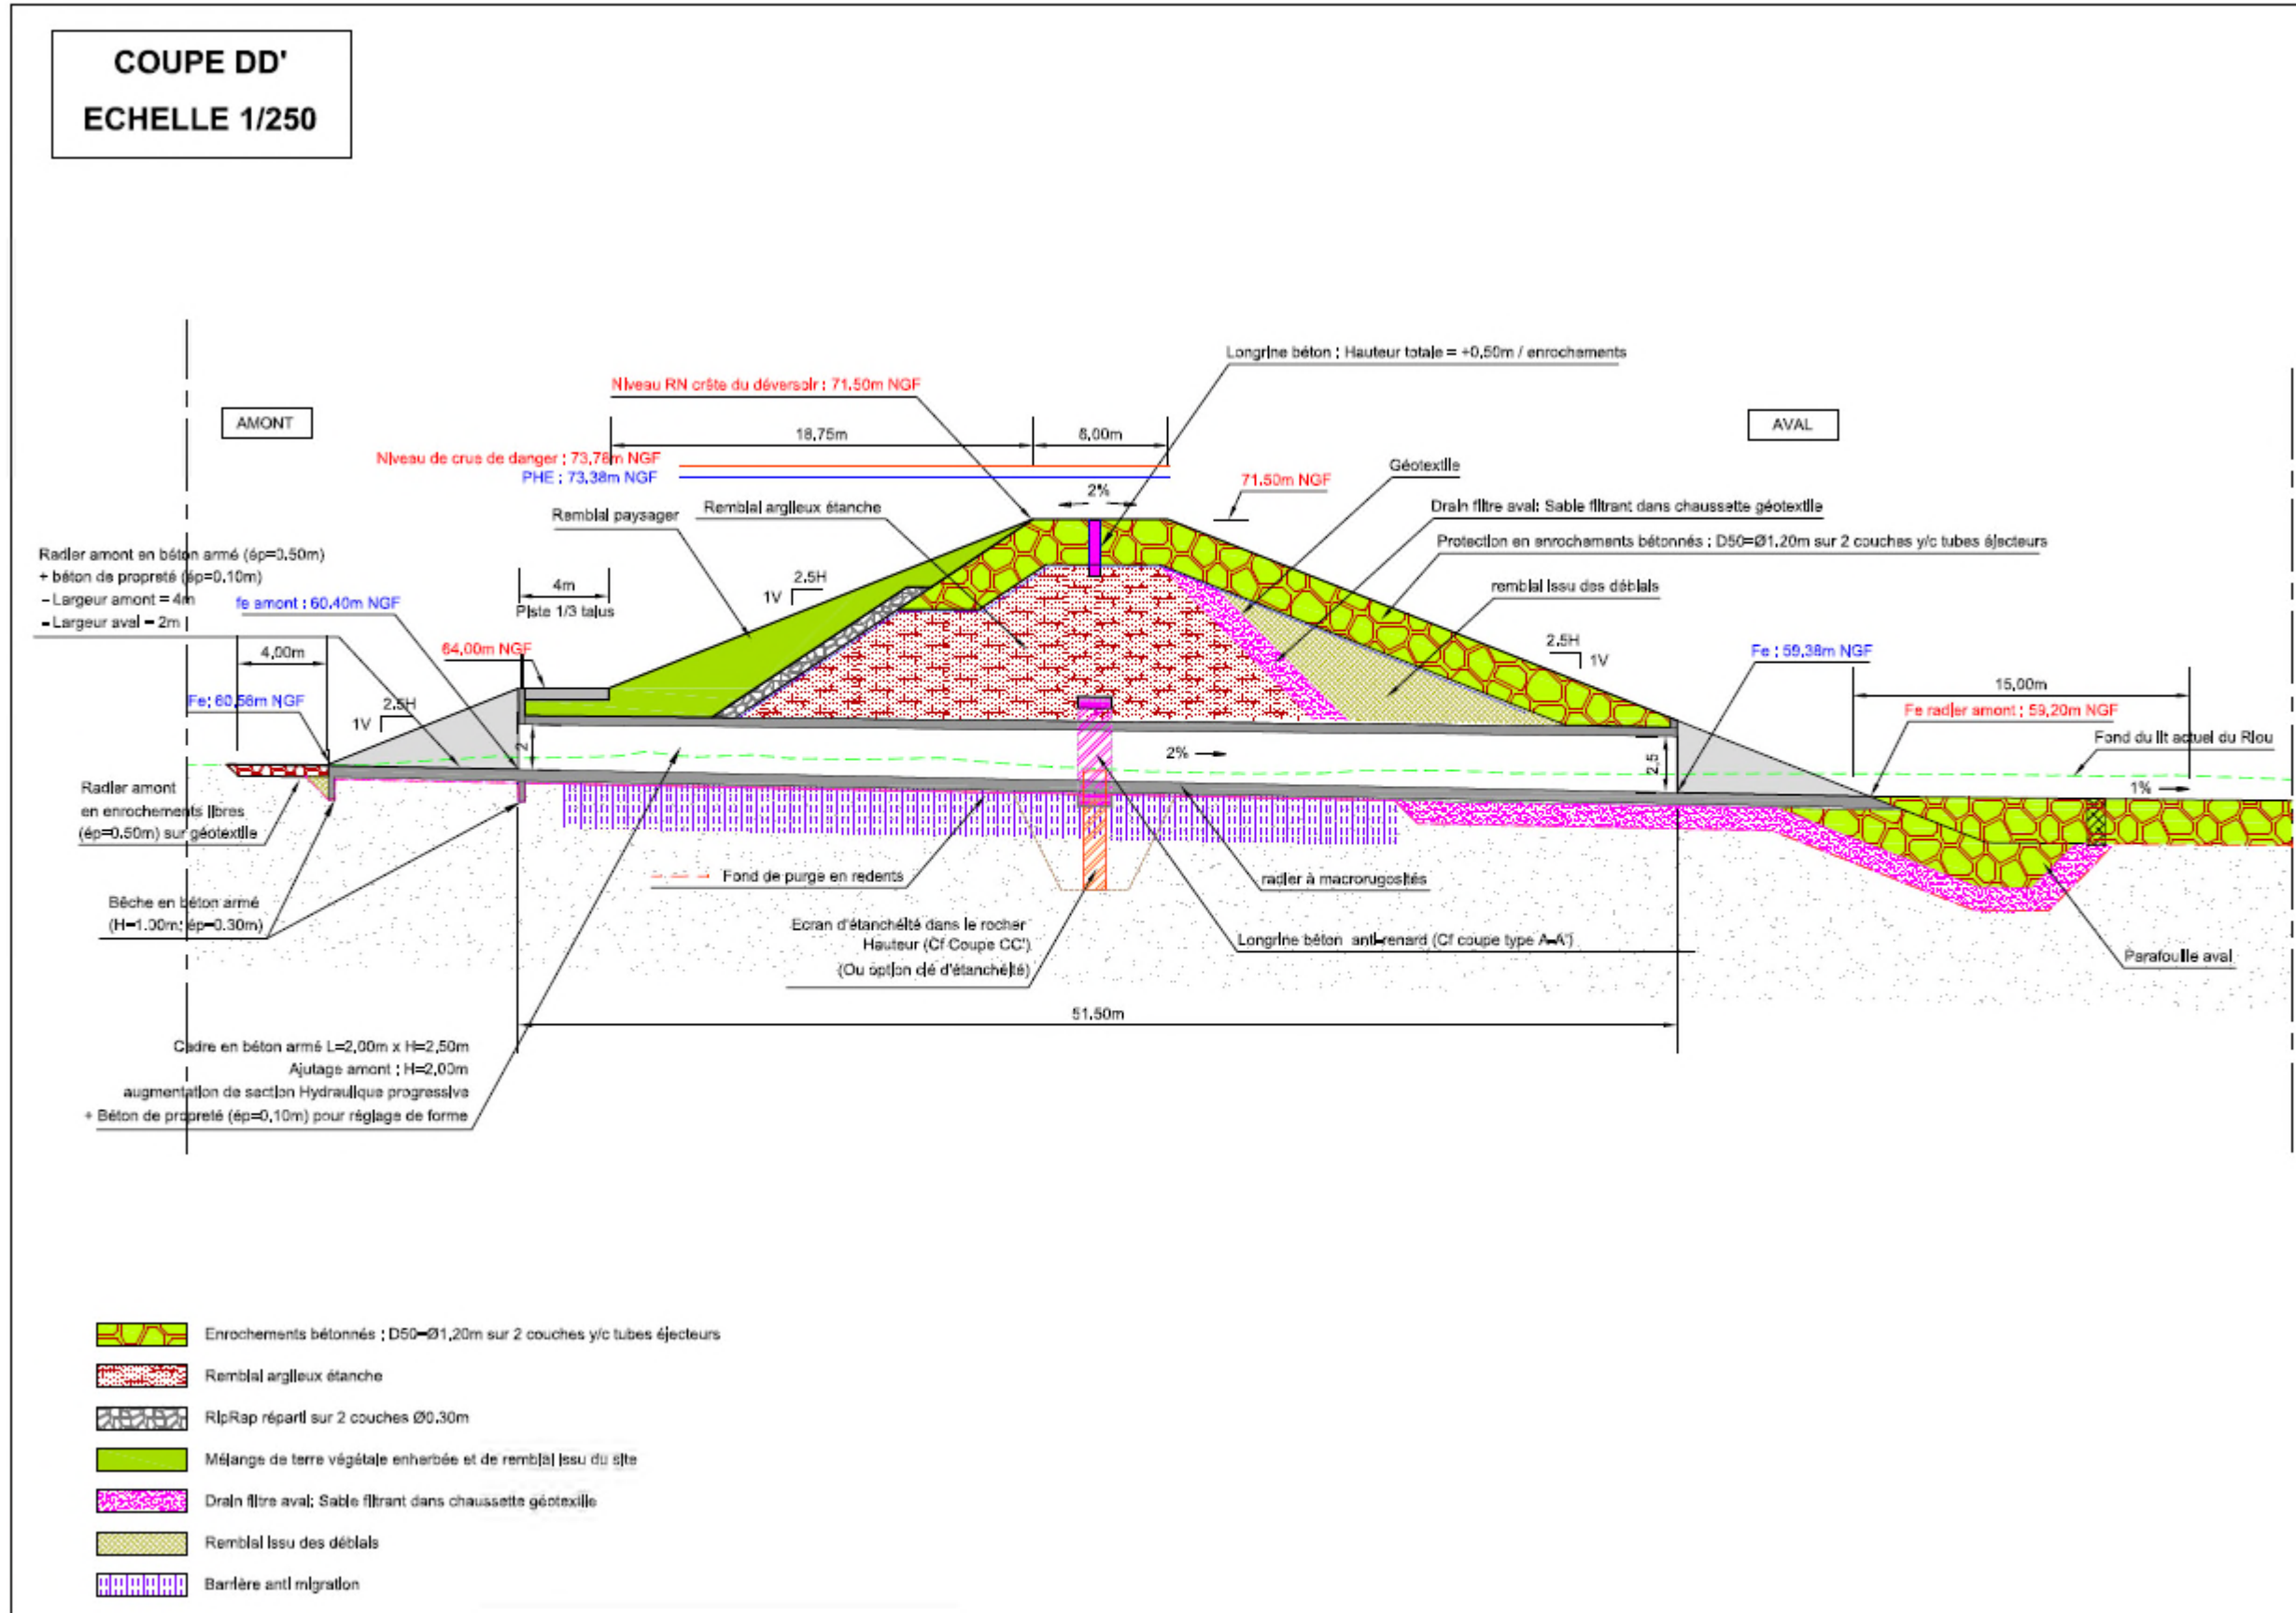 COUPE DD'
ECHELLE 1/250
Longrine béton : Hauteur totale = +0,50m / enrochements
Niveau RN crête du déversoir : 71.50m NGF
AMONT
AVAL
18,75m
6,00m
Niveau de crue de danger : 73,78m NGF
PHE : 73,38m NGF
Géotextile
2%
71.50m NGF
Remblai paysager
Remblai argileux étanche
Drain filtre aval: Sable filtrant dans chaussette géotextile
Protection en enrochements bétonnés : D50=Ø1.20m sur 2 couches y/c tubes éjecteurs
Radier amont en béton armé (ép=0.50m)
+ béton de propreté (ép=0.10m)
- Largeur amont = 4m
- Largeur aval = 2m
fe amont : 60.40m NGF
4m
Piste 1/3 talus
1V
2.5H
remblai issu des déblais
4,00m
64,00m NGF
2.5H
1V
Fe : 59,38m NGF
Fe: 60,56m NGF
1V
2.5H
15,00m
Fe radier amont : 59,20m NGF
Fond du lit actuel du Riou
2
2%
2,5
1%
Radier amont
en enrochements libres
(ép=0.50m) sur géotextile
Fond de purge en redents
radier à macrorugosités
Bêche en béton armé
(H=1.00m; ép=0.30m)
Ecran d'étanchéité dans le rocher
Hauteur (Cf Coupe CC')
(Ou option clé d'étanchéité)
Longrine béton anti-renard (Cf coupe type A-A')
Parafouille aval
51.50m
Cadre en béton armé L=2,00m x H=2,50m
Ajutage amont : H=2,00m
augmentation de section Hydraulique progressive
+ Béton de propreté (ép=0,10m) pour réglage de forme
Enrochements bétonnés : D50=Ø1,20m sur 2 couches y/c tubes éjecteurs
Remblai argileux étanche
RipRap réparti sur 2 couches Ø0.30m
Mélange de terre végétale enherbée et de remblai issu du site
Drain filtre aval: Sable filtrant dans chaussette géotexille
Remblai issu des déblais
Barrière anti migration